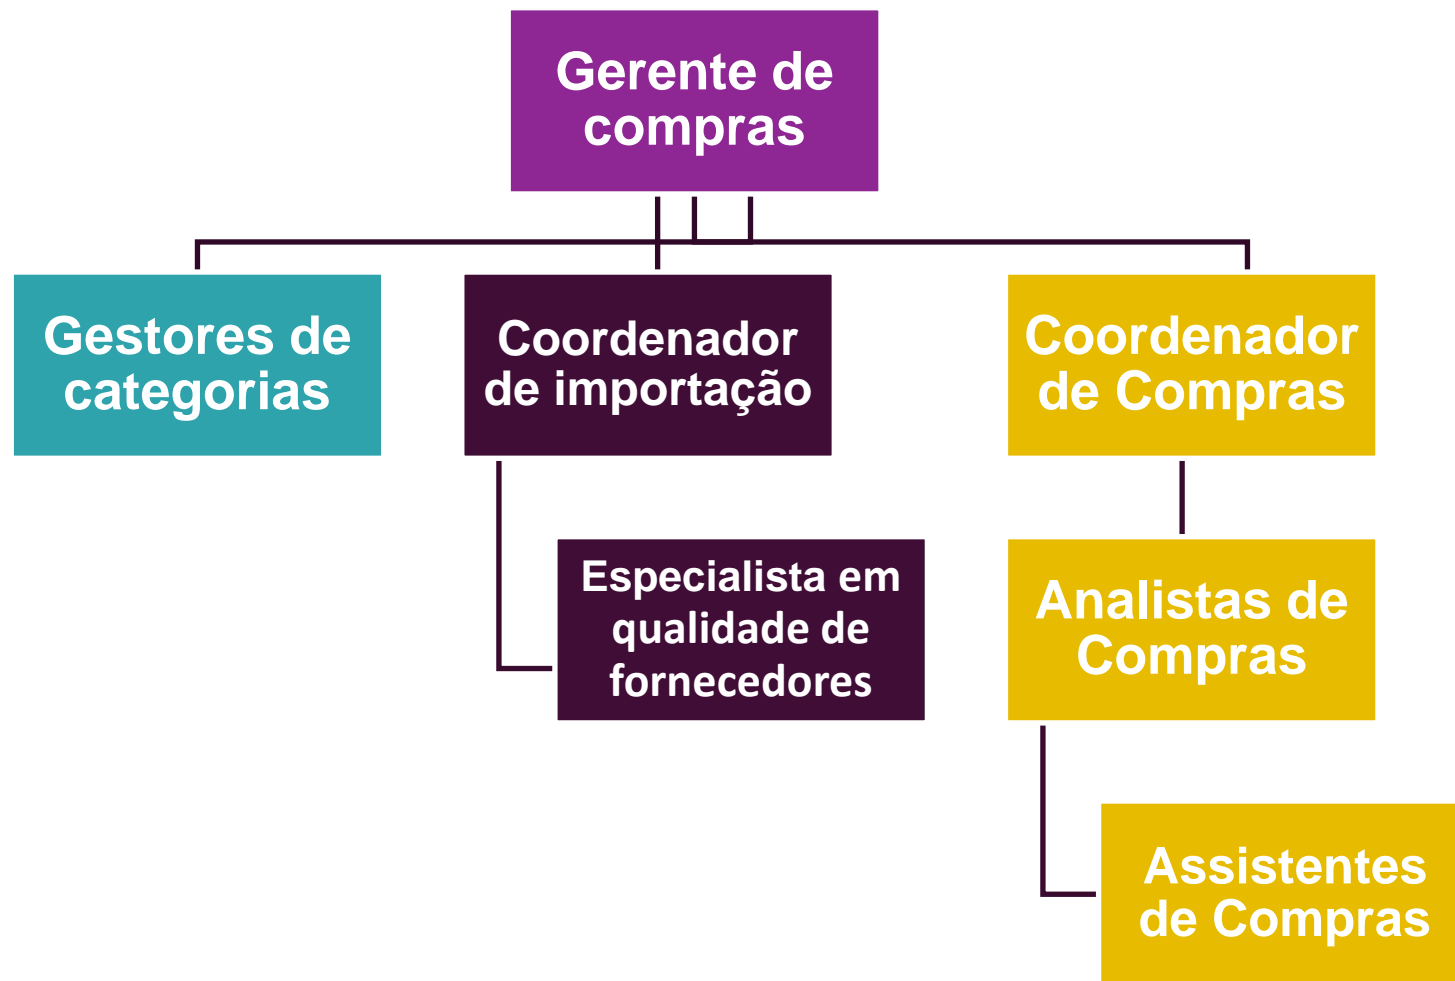 Gerente de
compras
Gestores de
categorias
Coordenador
de importação
Coordenador
de Compras
Especialista em
qualidade de
fornecedores
Analistas de
Compras
Assistentes
de Compras